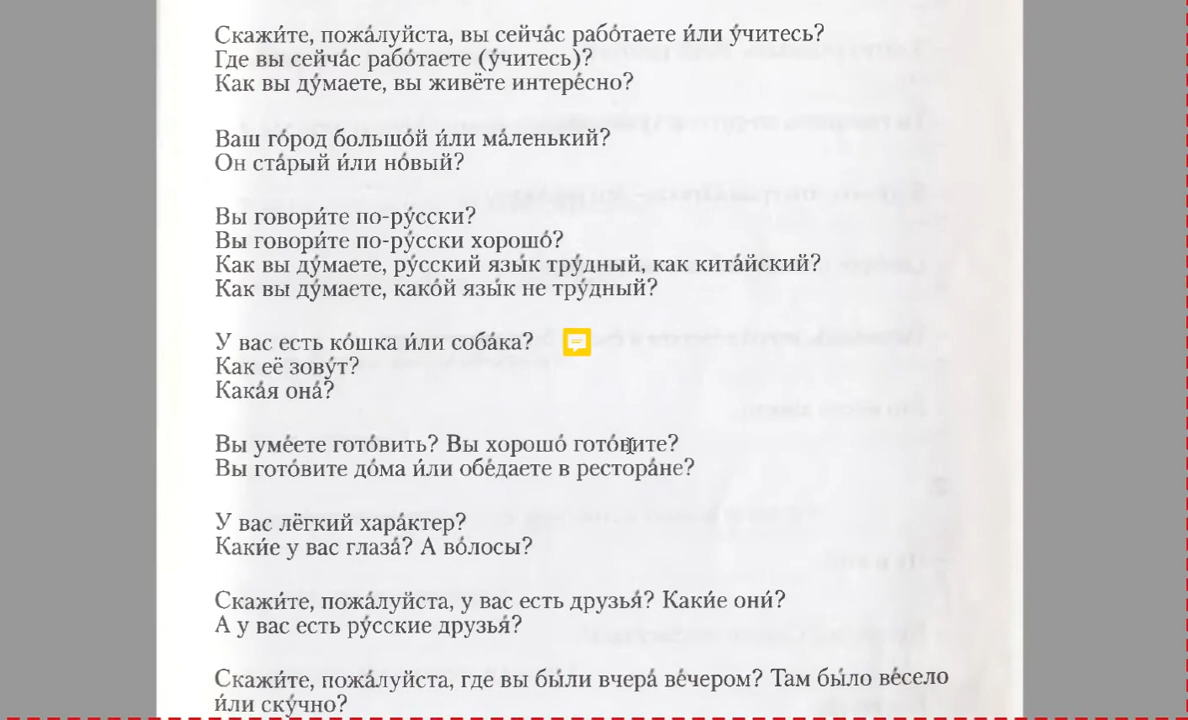 Скажи́те, пожа́луйста, вы сейча́с рабо́таете и́ли у́читесь?
Где вы сейча́с рабо́таете (у́читесь)?
Как вы ду́маете, вы живёте интере́сно?
Ваш го́род большо́й и́ли ма́ленький?
Он ста́рый и́ли но́вый?
Вы говори́те по-ру́сски?
Вы говори́те по-ру́сски хорошо́?
Как вы ду́маете, ру́сский язы́к тру́дный, как кита́йский?
Как вы ду́маете, како́й язы́к не тру́дный?
У вас есть ко́шка и́ли соба́ка?
Как её зову́т?
Кака́я она́?
Вы уме́ете гото́вить? Вы хорошо́ гото́вите?
Вы гото́вите до́ма и́ли обе́даете в рестора́не?
У вас лёгкий хара́ктер?
Каки́е у вас глаза́? А во́лосы?
Скажи́те, пожа́луйста, у вас есть друзья́? Каки́е они́?
А у вас есть ру́сские друзья́?
Скажи́те, пожа́луйста, где вы бы́ли вчера́ ве́чером? Там бы́ло ве́село
и́ли ску́чно?